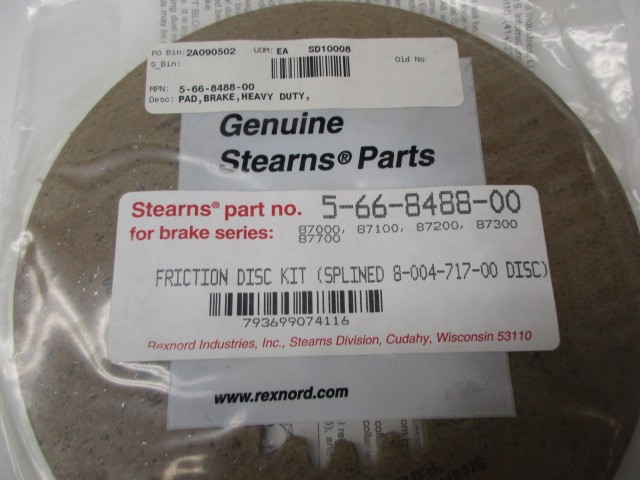 PO Bin: 2A090502 UOM: EA SD10008
S_Bin: Old No:
MPN: 5-66-8488-00
Desc: PAD,BRAKE,HEAVY DUTY,
Genuine
Stearns® Parts
Stearns® part no. 5-66-8488-00
for brake series: 87000, 87100, 87200, 87300
87700
FRICTION DISC KIT (SPLINED 8-004-717-00 DISC)
793699074116
Rexnord Industries, Inc., Stearns Division, Cudahy, Wisconsin 53110
www.rexnord.com